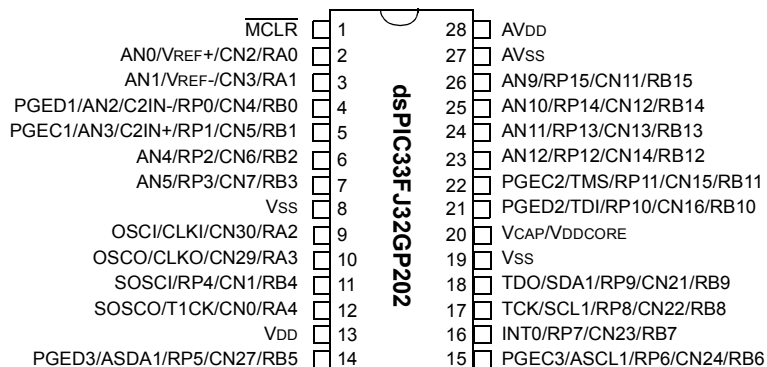 MCLR 1 28 AVDD
AN0/VREF+/CN2/RA0 2 27 AVSS
AN1/VREF-/CN3/RA1 3 26 AN9/RP15/CN11/RB15
PGED1/AN2/C2IN-/RP0/CN4/RB0 4 25 AN10/RP14/CN12/RB14
PGEC1/AN3/C2IN+/RP1/CN5/RB1 5 24 AN11/RP13/CN13/RB13
AN4/RP2/CN6/RB2 6 23 AN12/RP12/CN14/RB12
AN5/RP3/CN7/RB3 7 22 PGEC2/TMS/RP11/CN15/RB11
VSS 8 21 PGED2/TDI/RP10/CN16/RB10
OSCI/CLKI/CN30/RA2 9 20 VCAP/VDDCORE
OSCO/CLKO/CN29/RA3 10 19 VSS
SOSCI/RP4/CN1/RB4 11 18 TDO/SDA1/RP9/CN21/RB9
SOSCO/T1CK/CN0/RA4 12 17 TCK/SCL1/RP8/CN22/RB8
VDD 13 16 INT0/RP7/CN23/RB7
PGED3/ASDA1/RP5/CN27/RB5 14 15 PGEC3/ASCL1/RP6/CN24/RB6
dsPIC33FJ32GP202